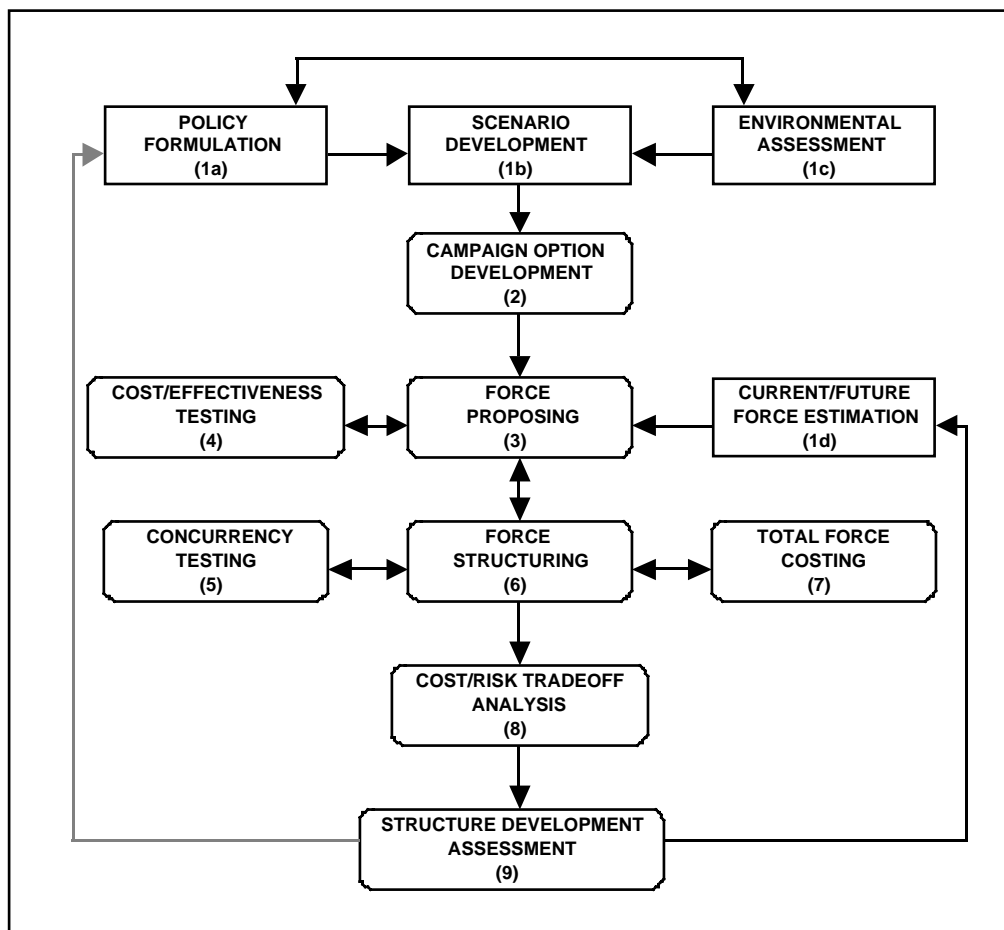 POLICY
FORMULATION
(1a)
SCENARIO
DEVELOPMENT
(1b)
ENVIRONMENTAL
ASSESSMENT
(1c)
CAMPAIGN OPTION
DEVELOPMENT
(2)
COST/EFFECTIVENESS
TESTING
(4)
FORCE
PROPOSING
(3)
CURRENT/FUTURE
FORCE ESTIMATION
(1d)
CONCURRENCY
TESTING
(5)
FORCE
STRUCTURING
(6)
TOTAL FORCE
COSTING
(7)
COST/RISK TRADEOFF
ANALYSIS
(8)
STRUCTURE DEVELOPMENT
ASSESSMENT
(9)